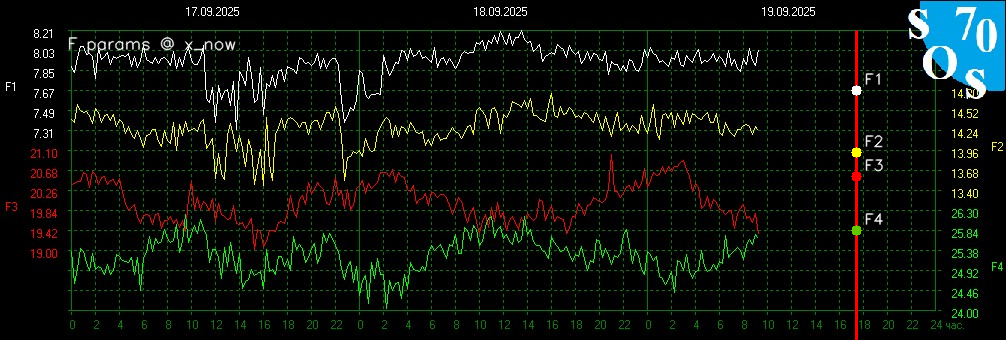 17.09.2025 18.09.2025 19.09.2025
S 70
O S
F params @ x_now
8.21
8.03
7.85
F1 7.67
7.49
7.31
21.10
20.68
20.26
F3 19.84
19.42
19.00
F1
F2
F3
F4
14.80
14.52
14.24
F2
13.96
13.68
13.40
26.30
25.84
25.38
F4
24.92
24.46
24.00
0 2 4 6 8 10 12 14 16 18 20 22 0 2 4 6 8 10 12 14 16 18 20 22 0 2 4 6 8 10 12 14 16 18 20 22 24 час.